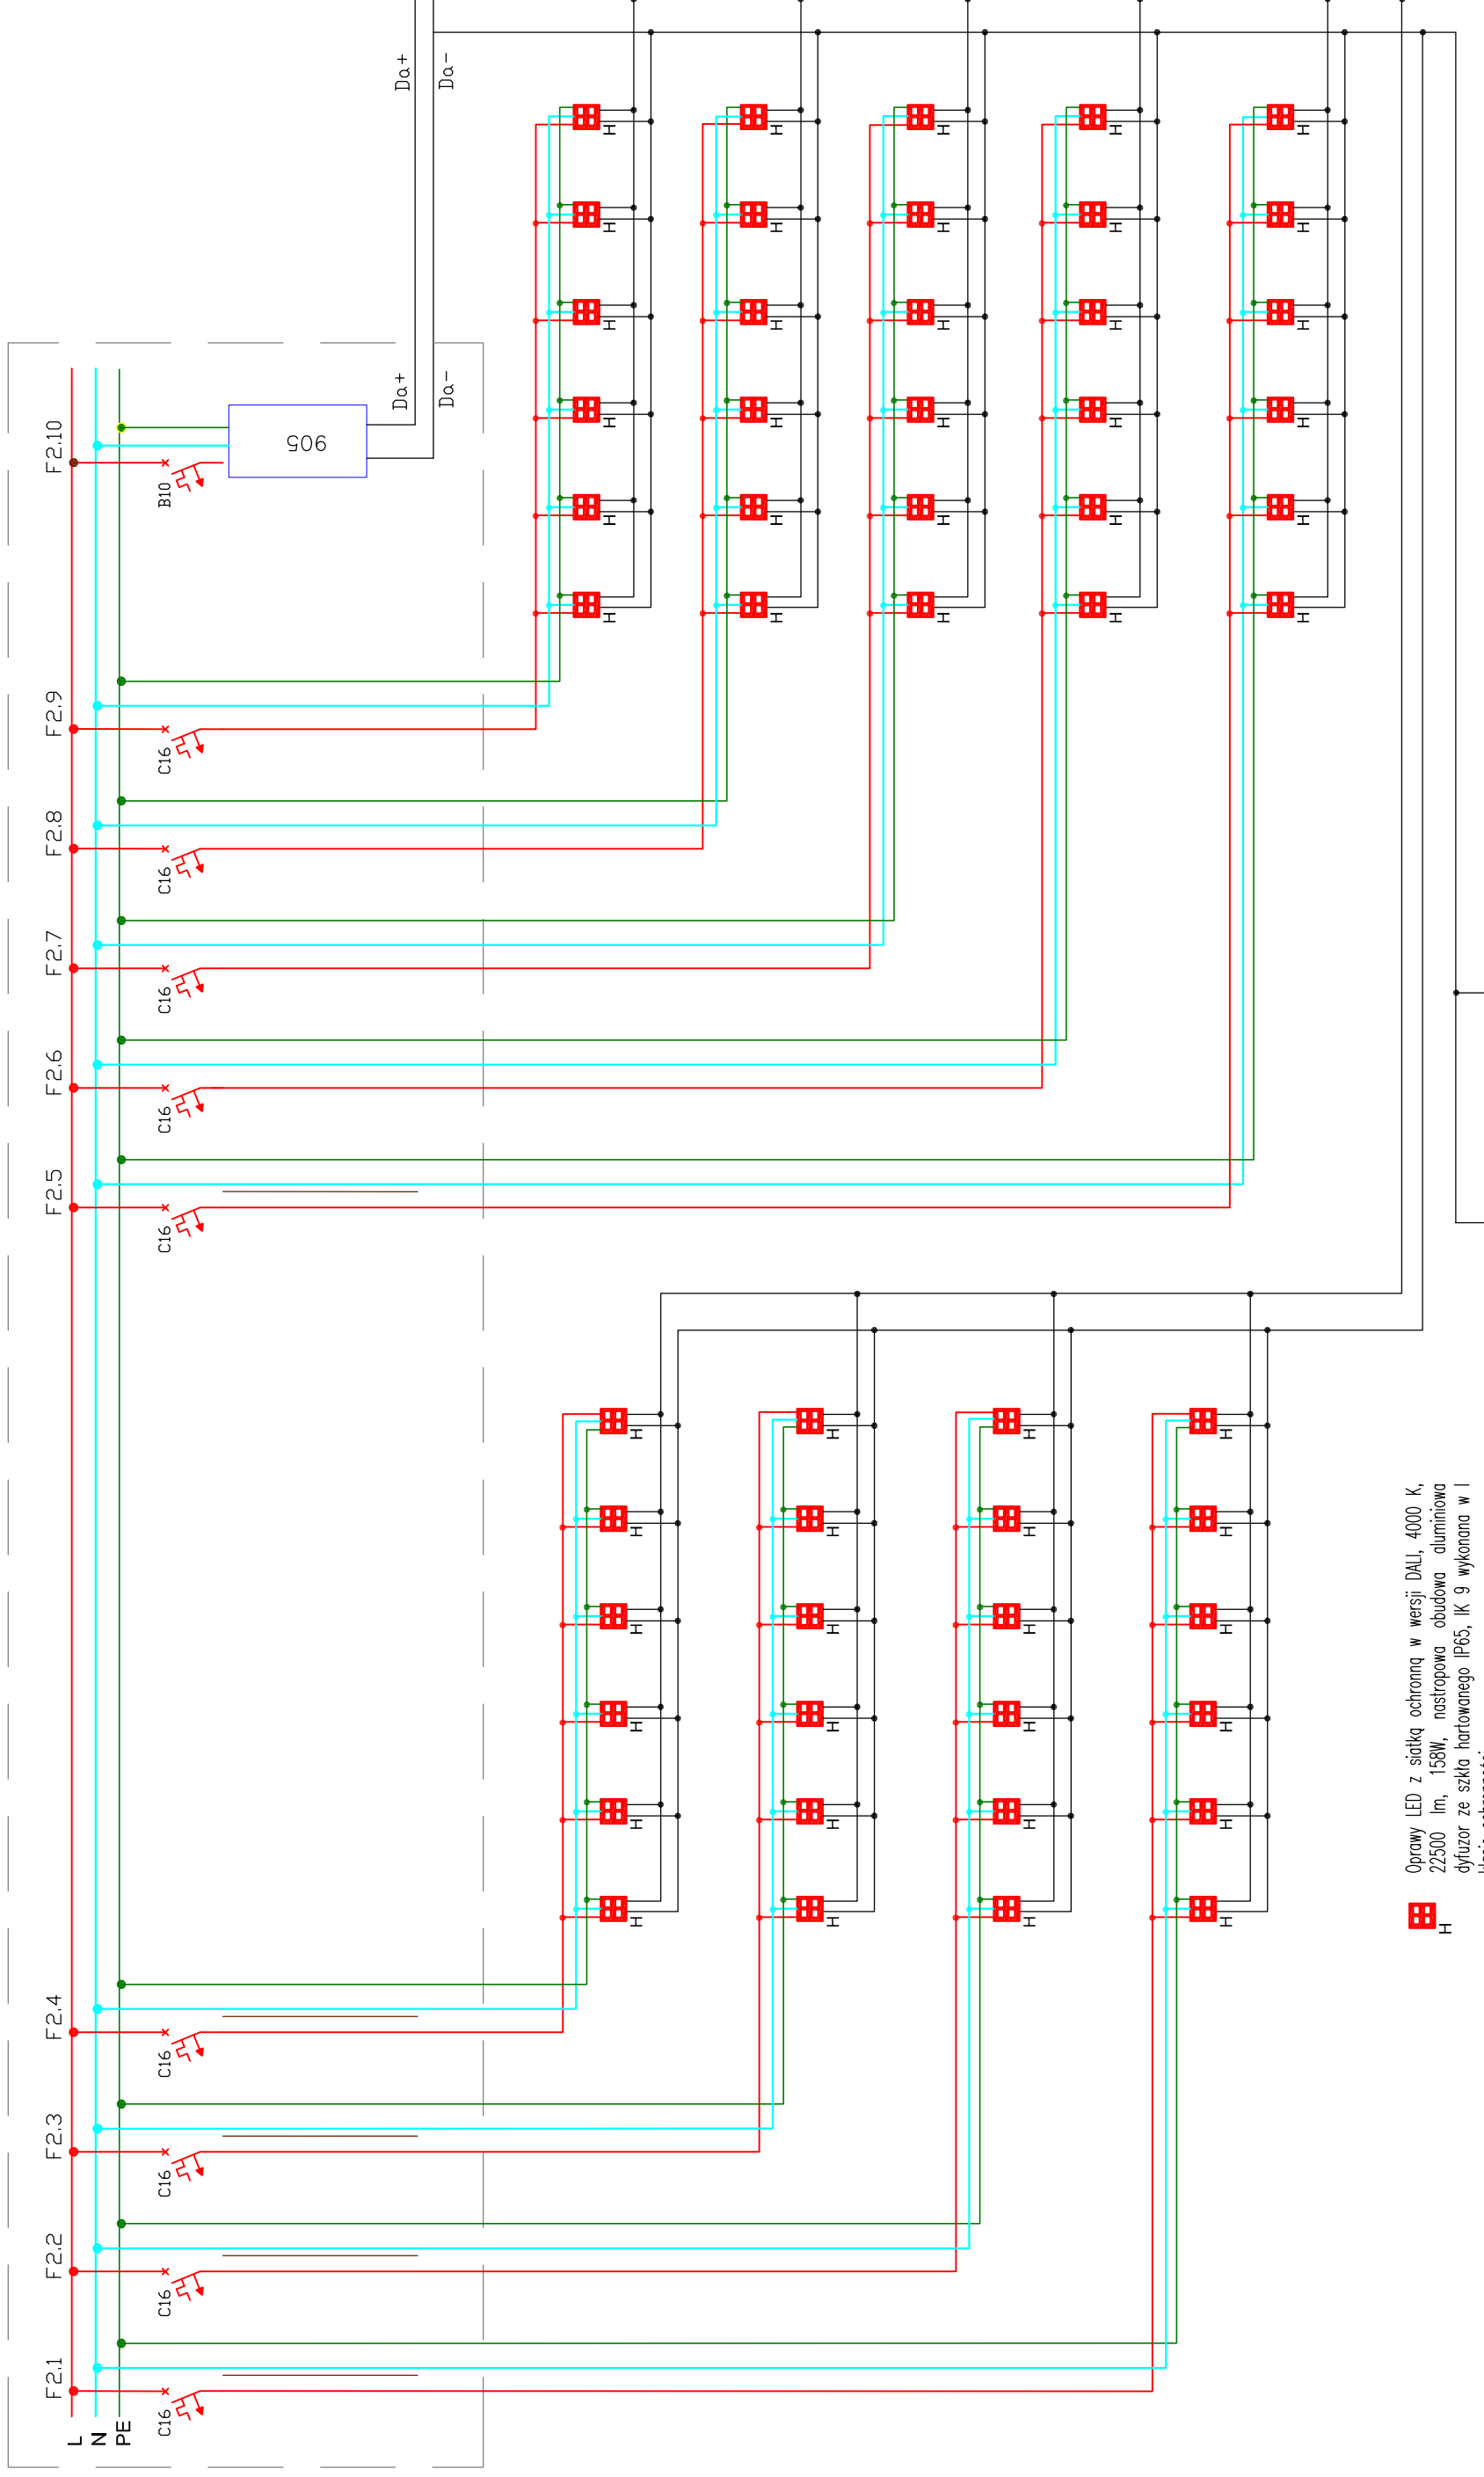 L
N
PE
F2.1
C16
F2.2
C16
F2.3
C16
F2.4
C16
F2.5
C16
F2.6
C16
F2.7
C16
F2.8
C16
F2.9
C16
F2.10
B10
905
Da+
Da-
Da+
Da-
H H H H H H
H H H H H H
H H H H H H
H H H H H H
H H H H H H
H H H H H H
H H H H H H
H H H H H H
H H H H H H
H
Oprawy LED z siatką ochronną w wersji DALI, 4000 K,
22500 lm, 158W, nastropowa obudowa aluminiowa
dyfuzor ze szkła hartowanego IP65, IK 9 wykonana w I